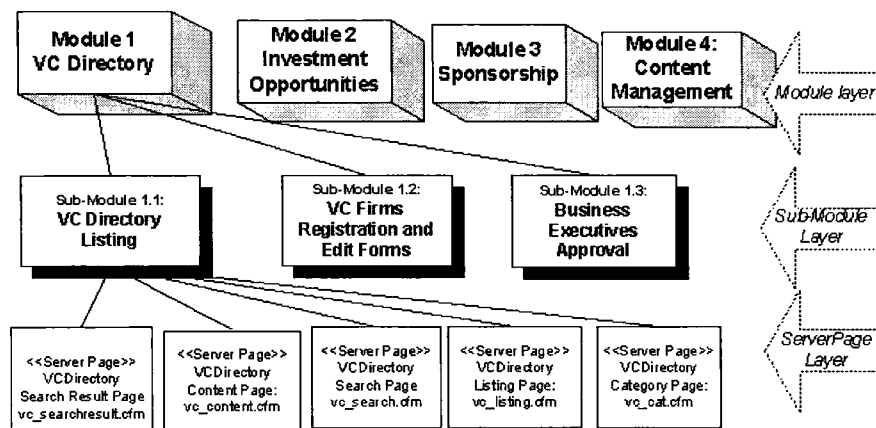 Module 1
VC Directory
Module 2
Investment
Opportunities
Module 3
Sponsorship
Module 4:
Content
Management
Module layer
Sub-Module 1.1:
VC Directory
Listing
Sub-Module 1.2:
VC Firms
Registration and
Edit Forms
Sub-Module 1.3:
Business
Executives
Approval
Sub-Module
Layer
<<Server Page>>
VCDirectory
Search Result Page
vc_searchresult.cfm
<<Server Page>>
VCDirectory
Content Page:
vc_content.cfm
<<Server Page>>
VCDirectory
Search Page
vc_search.cfm
<<Server Page>>
VCDirectory
Listing Page:
vc_listing.cfm
<<Server Page>>
VCDirectory
Category Page:
vc_cat.cfm
ServerPage
Layer